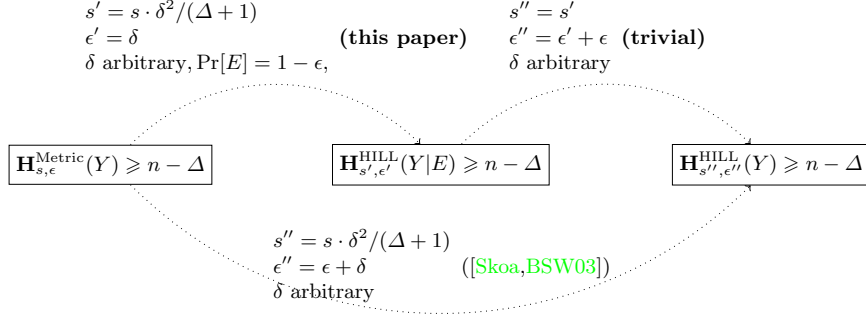 s′ = s · δ²/(Δ + 1)
ϵ′ = δ
δ arbitrary, Pr[E] = 1 − ϵ,
(this paper)
s″ = s′
ϵ″ = ϵ′ + ϵ (trivial)
δ arbitrary
H^Metric_{s,ϵ}(Y) ⩾ n − Δ
H^HILL_{s′,ϵ′}(Y|E) ⩾ n − Δ
H^HILL_{s″,ϵ″}(Y) ⩾ n − Δ
s″ = s · δ²/(Δ + 1)
ϵ″ = ϵ + δ ([Skoa,BSW03])
δ arbitrary